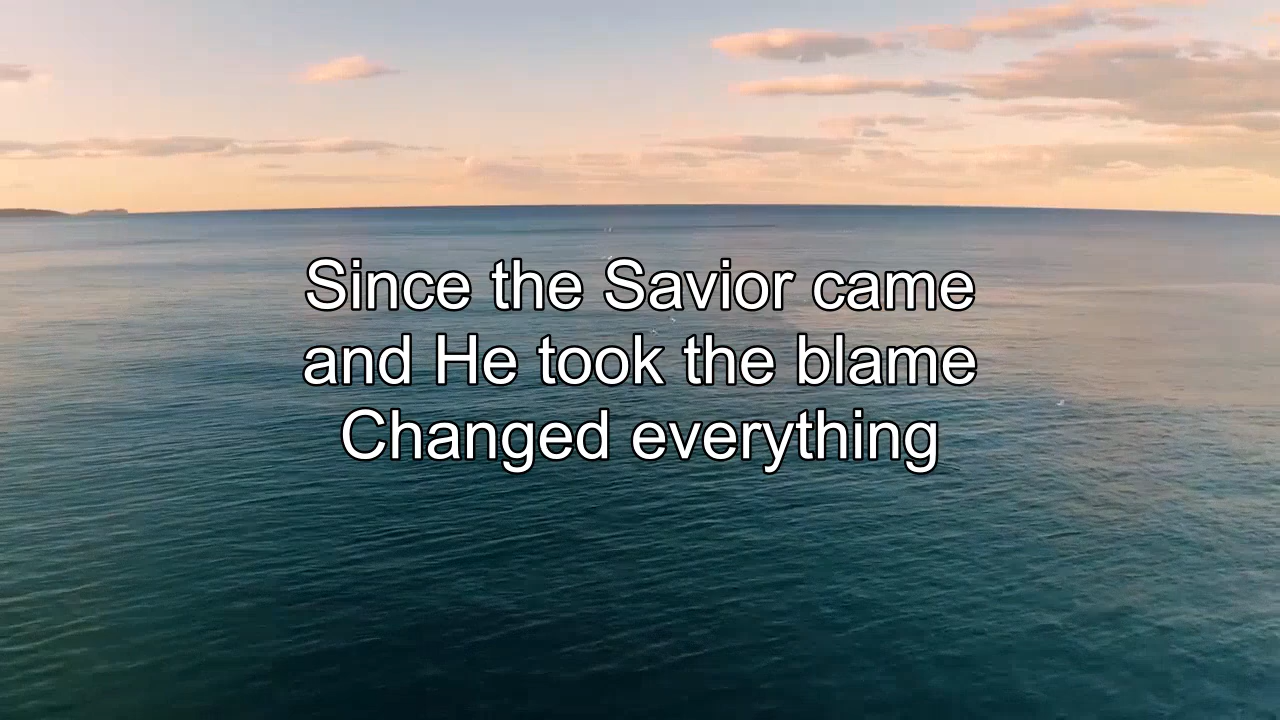 Since the Savior came
and He took the blame
Changed everything